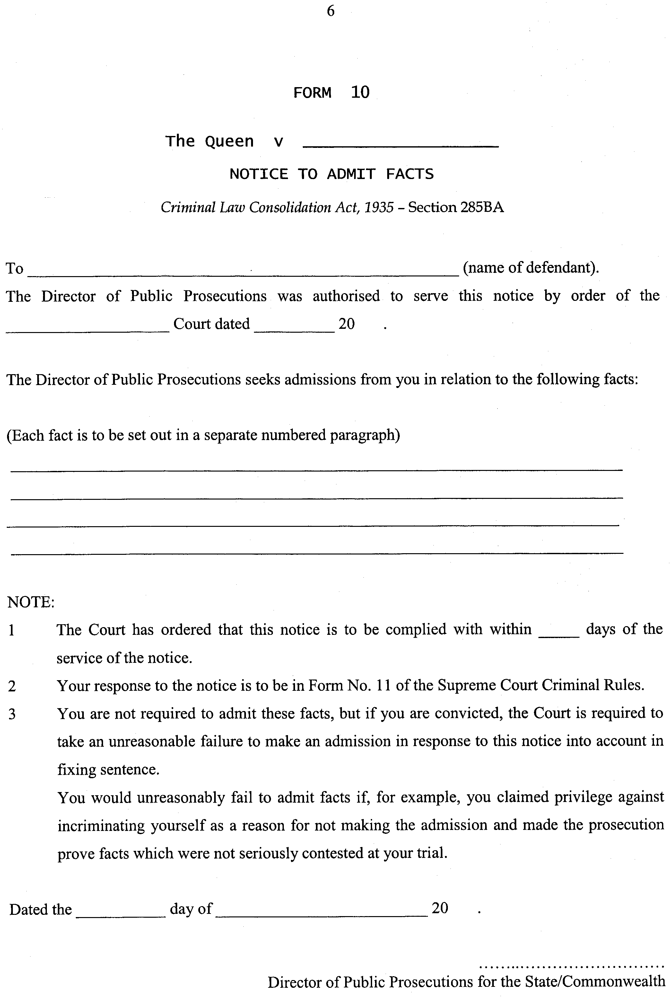 6
FORM 10
The Queen v ____________________
NOTICE TO ADMIT FACTS
Criminal Law Consolidation Act, 1935 – Section 285BA
To ____________________ (name of defendant).
The Director of Public Prosecutions was authorised to serve this notice by order of the
____________________ Court dated __________ 20 .
The Director of Public Prosecutions seeks admissions from you in relation to the following facts:
(Each fact is to be set out in a separate numbered paragraph)
NOTE:
1 The Court has ordered that this notice is to be complied with within _____ days of the
service of the notice.
2 Your response to the notice is to be in Form No. 11 of the Supreme Court Criminal Rules.
3 You are not required to admit these facts, but if you are convicted, the Court is required to
take an unreasonable failure to make an admission in response to this notice into account in
fixing sentence.
You would unreasonably fail to admit facts if, for example, you claimed privilege against
incriminating yourself as a reason for not making the admission and made the prosecution
prove facts which were not seriously contested at your trial.
Dated the __________ day of ____________________ 20 .
........................................
Director of Public Prosecutions for the State/Commonwealth